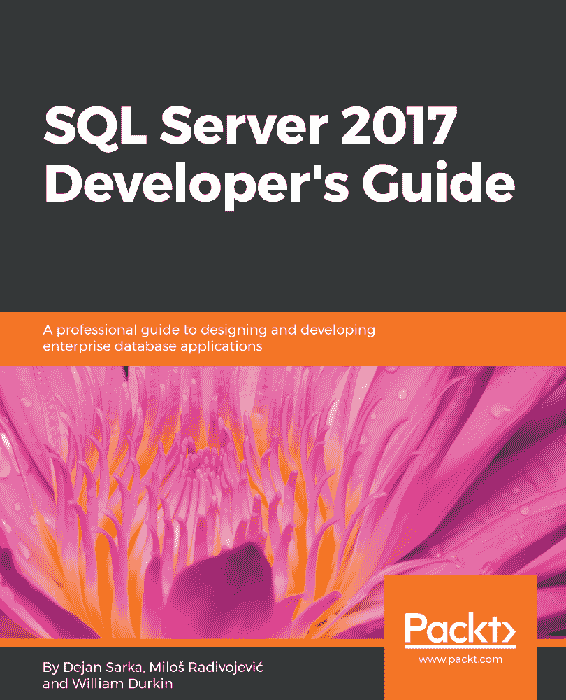 SQL Server 2017
Developer's Guide
A professional guide to designing and developing
enterprise database applications
Packt>
www.packt.com
By Dejan Sarka, Miloš Radivojević
and William Durkin